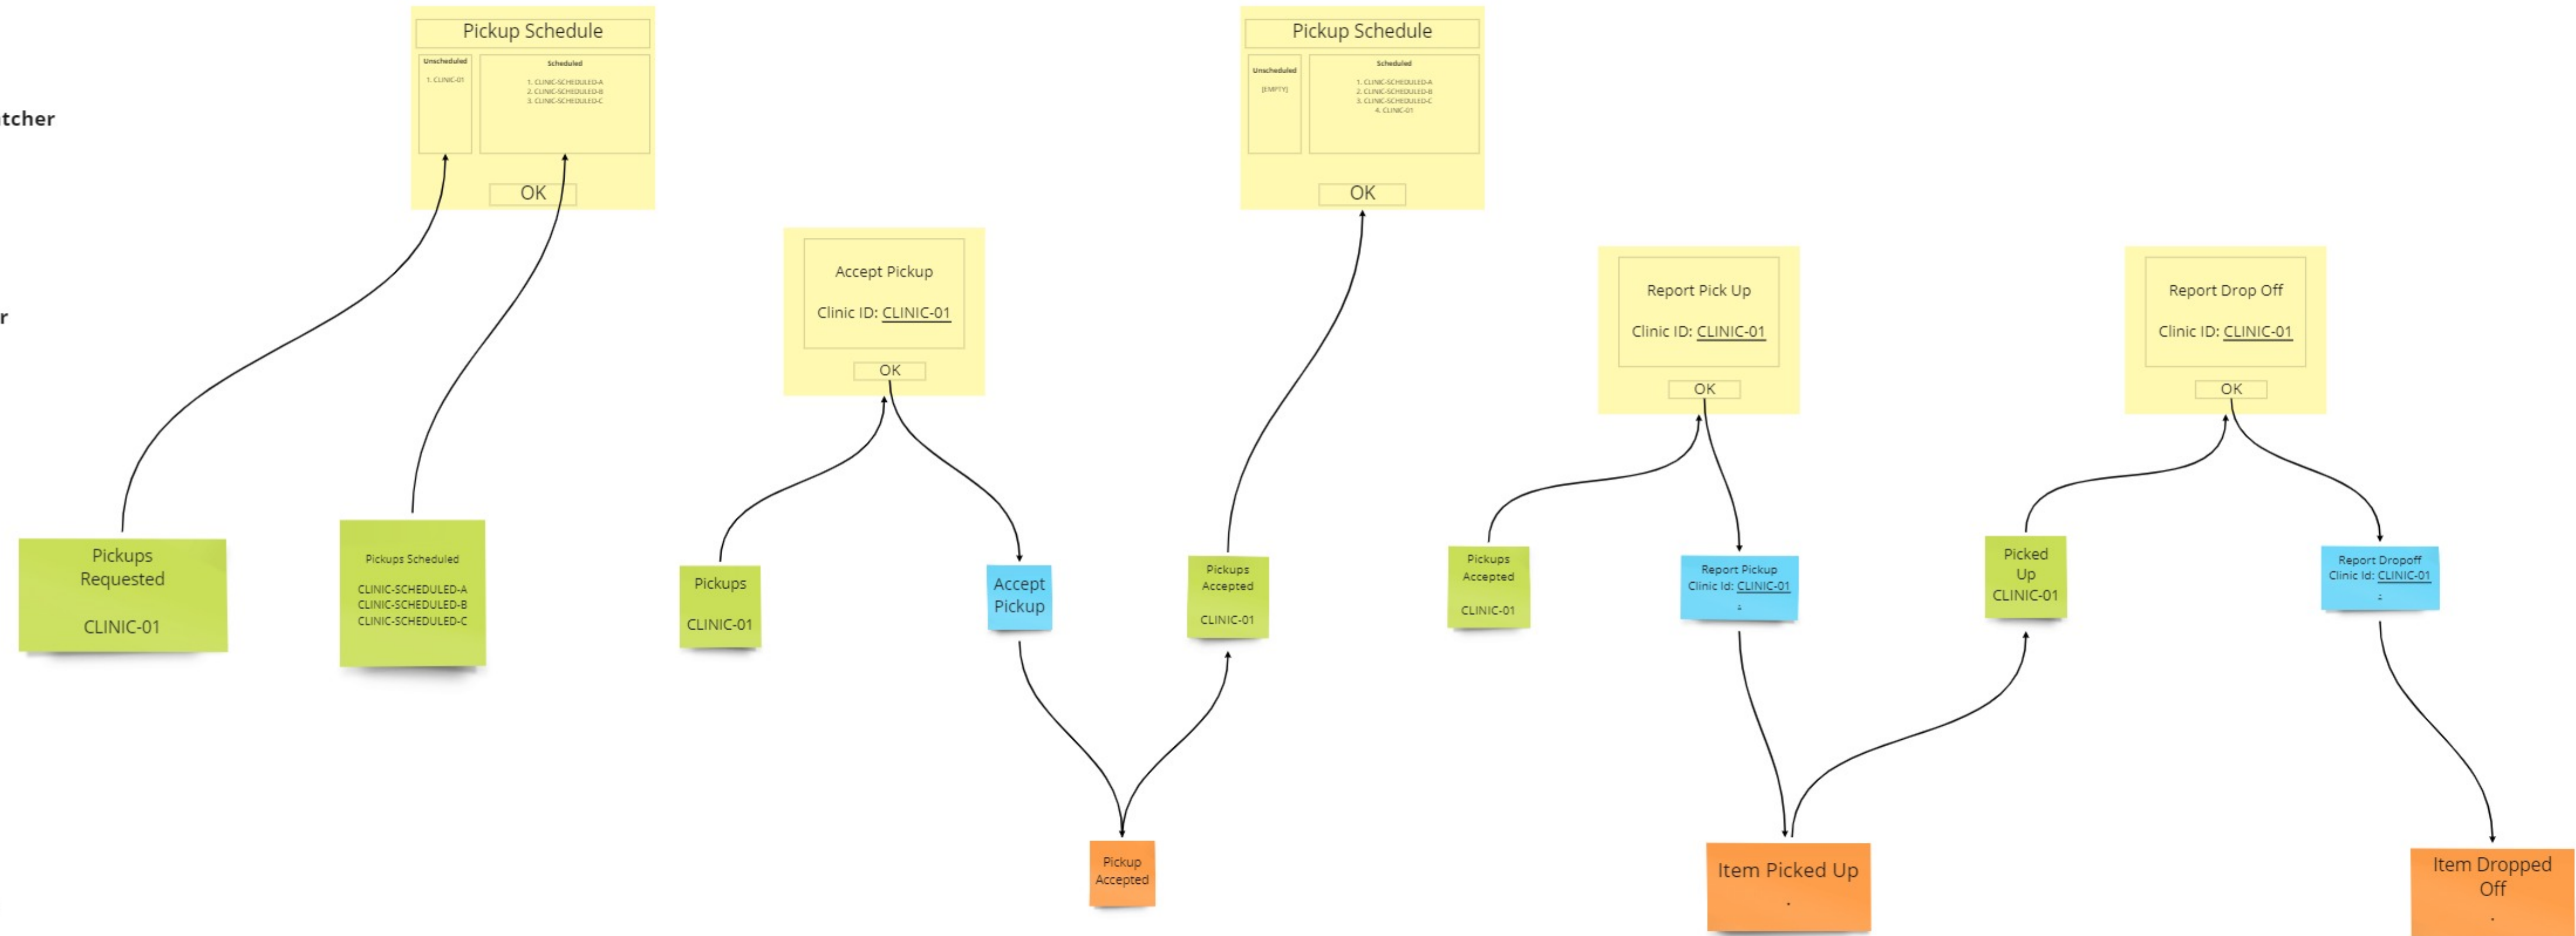 Pickup Schedule
Unscheduled
1. CLINIC-01
Scheduled
1. CLINIC-SCHEDULED-A
2. CLINIC-SCHEDULED-B
3. CLINIC-SCHEDULED-C
OK
Pickup Schedule
Unscheduled
[EMPTY]
Scheduled
1. CLINIC-SCHEDULED-A
2. CLINIC-SCHEDULED-B
3. CLINIC-SCHEDULED-C
4. CLINIC-01
OK
tcher
r
Accept Pickup
Clinic ID: CLINIC-01
OK
Report Pick Up
Clinic ID: CLINIC-01
OK
Report Drop Off
Clinic ID: CLINIC-01
OK
Pickups
Requested
CLINIC-01
Pickups Scheduled
CLINIC-SCHEDULED-A
CLINIC-SCHEDULED-B
CLINIC-SCHEDULED-C
Pickups
CLINIC-01
Accept
Pickup
Pickups
Accepted
CLINIC-01
Pickups
Accepted
CLINIC-01
Report Pickup
Clinic Id: CLINIC-01
.
Picked
Up
CLINIC-01
Report Dropoff
Clinic Id: CLINIC-01
.
Pickup
Accepted
Item Picked Up
.
Item Dropped
Off
.